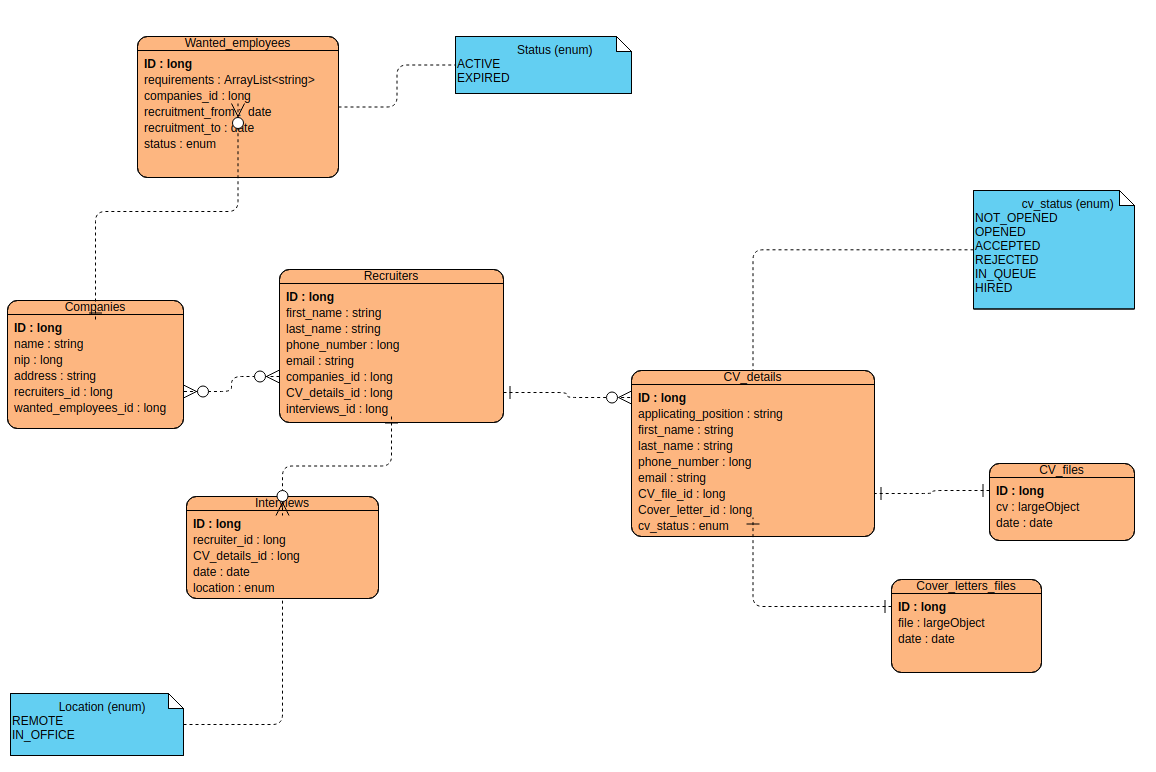 Wanted_employees
ID : long
requirements : ArrayList<string>
companies_id : long
recruitment_from : date
recruitment_to : date
status : enum
Status (enum)
ACTIVE
EXPIRED
cv_status (enum)
NOT_OPENED
OPENED
ACCEPTED
REJECTED
IN_QUEUE
HIRED
Companies
ID : long
name : string
nip : long
address : string
recruiters_id : long
wanted_employees_id : long
Recruiters
ID : long
first_name : string
last_name : string
phone_number : long
email : string
companies_id : long
CV_details_id : long
interviews_id : long
CV_details
ID : long
applicating_position : string
first_name : string
last_name : string
phone_number : long
email : string
CV_file_id : long
Cover_letter_id : long
cv_status : enum
CV_files
ID : long
cv : largeObject
date : date
Interviews
ID : long
recruiter_id : long
CV_details_id : long
date : date
location : enum
Cover_letters_files
ID : long
file : largeObject
date : date
Location (enum)
REMOTE
IN_OFFICE